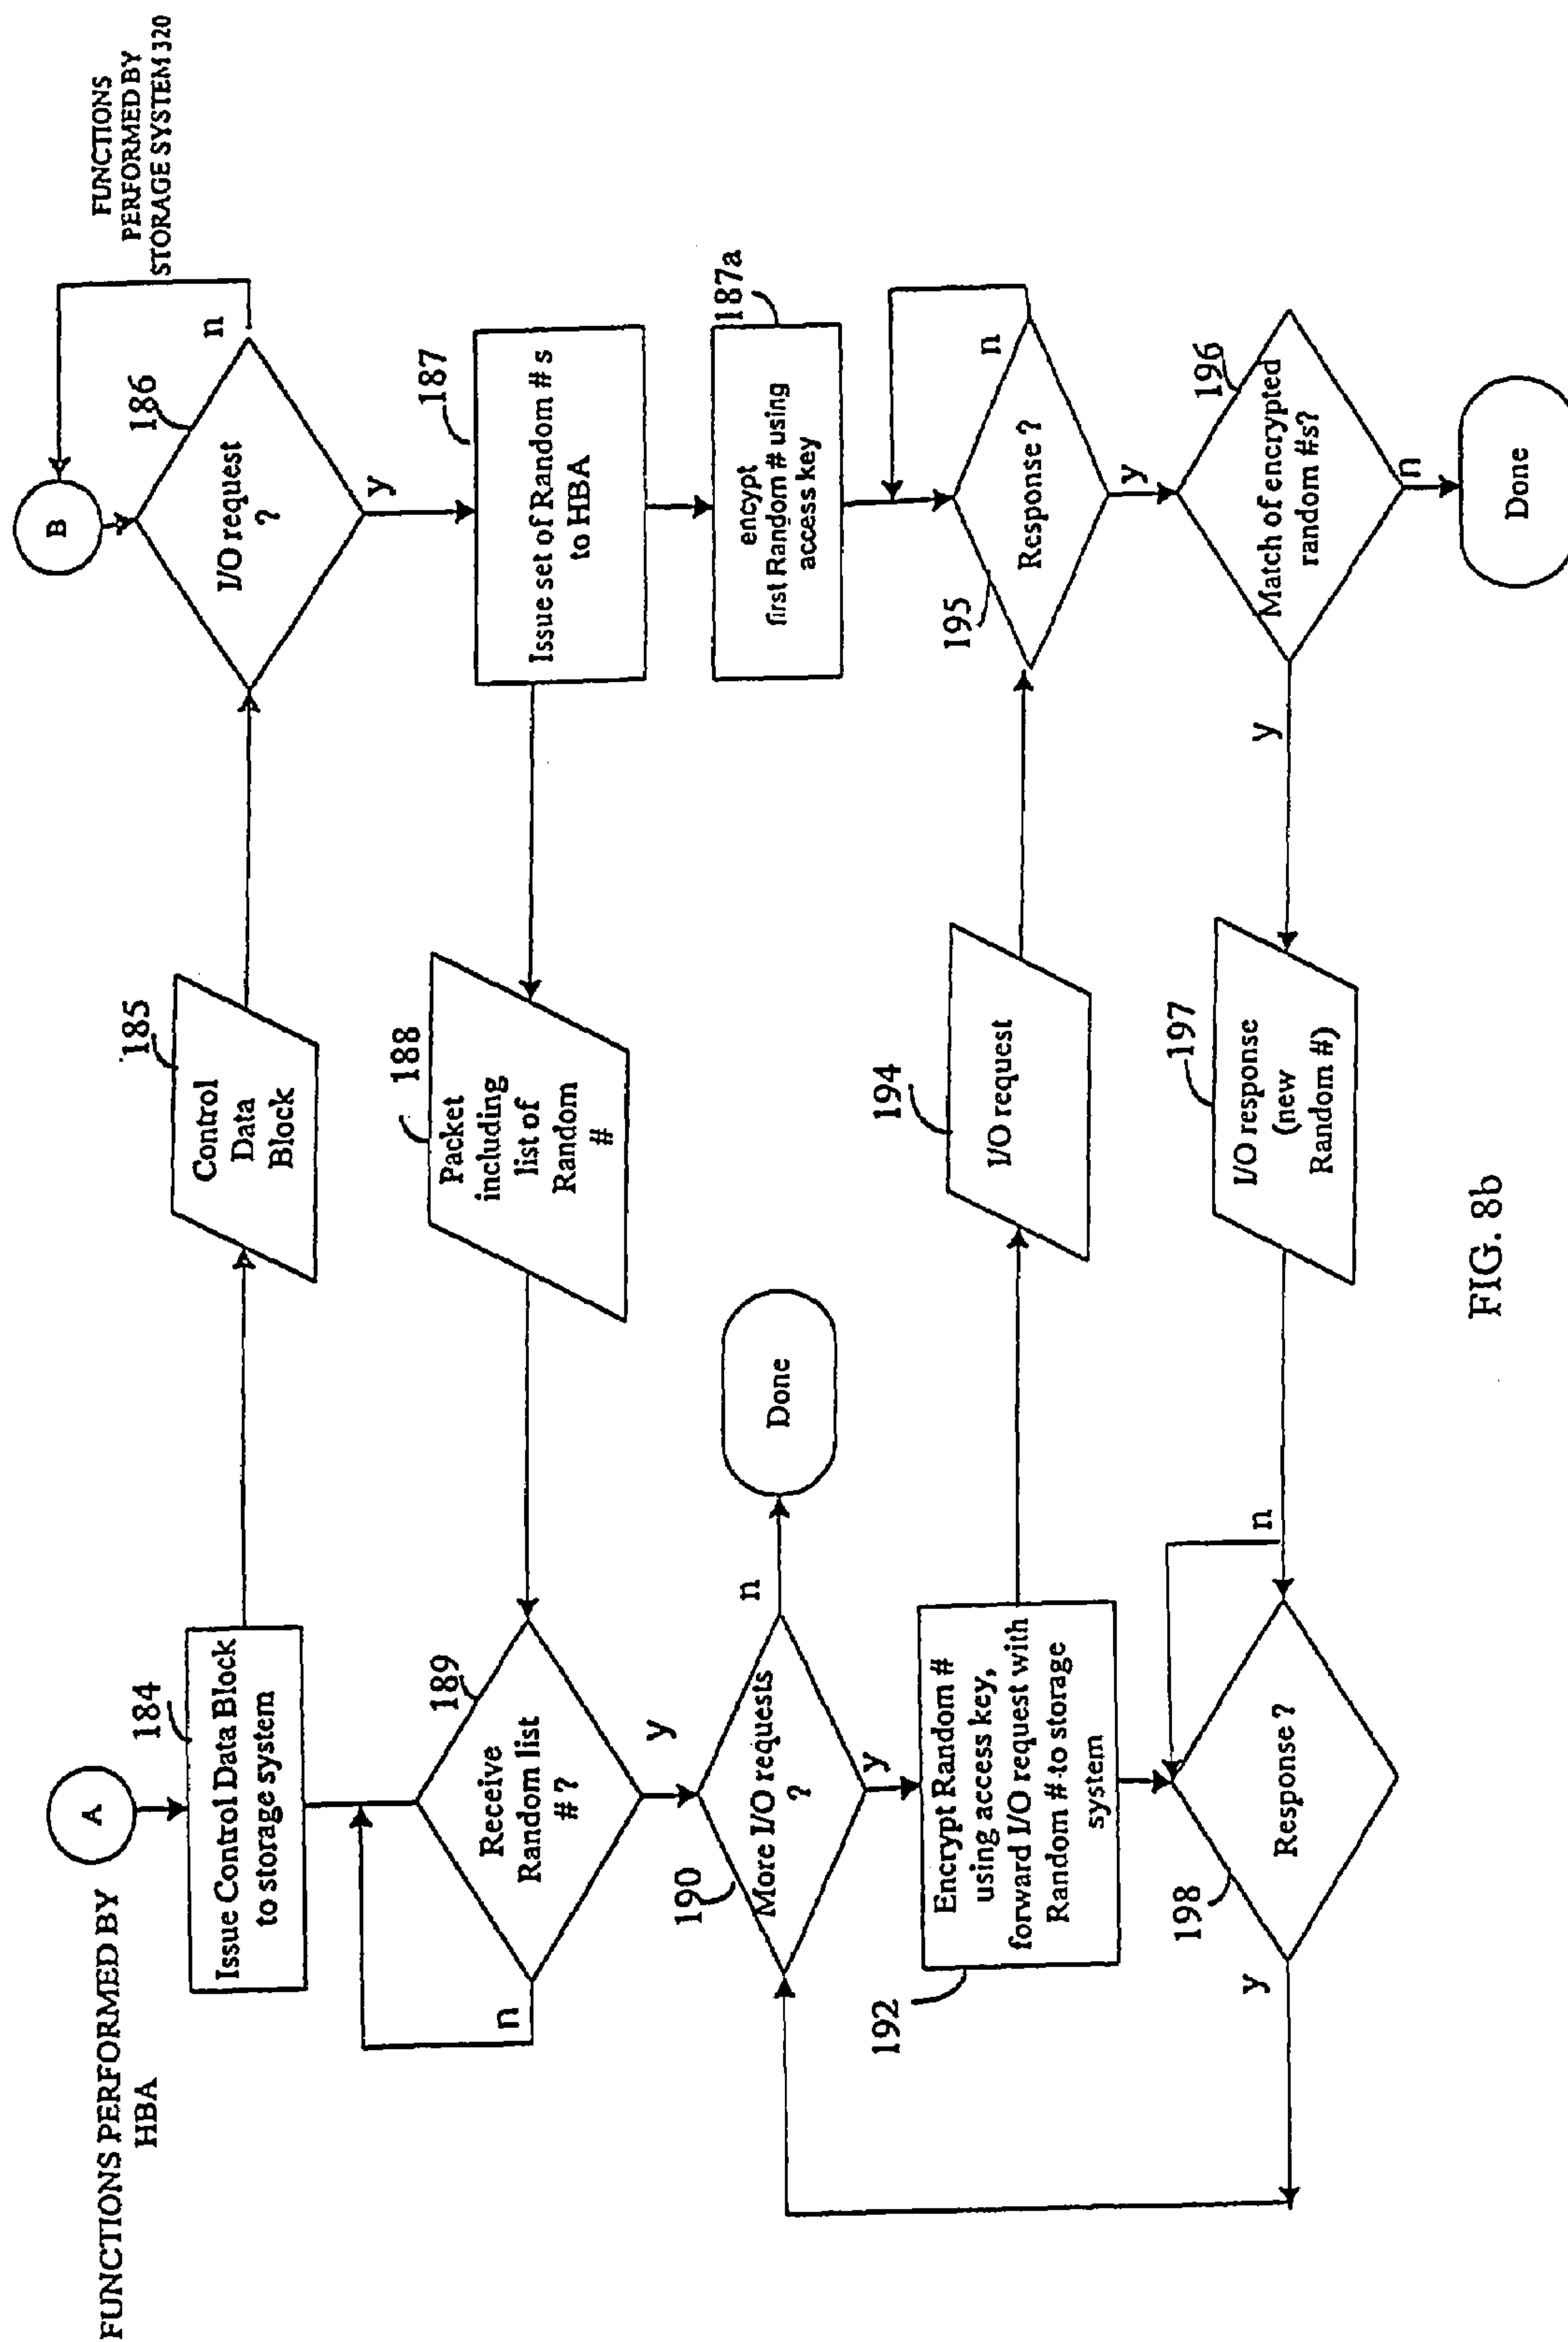 FUNCTIONS PERFORMED BY
HBA
A
184
Issue Control Data Block
to storage system
189
Receive
Random list
# ?
n
y
190
More I/O requests
?
n
Done
y
192
Encrypt Random #
using access key,
forward I/O request with
Random # to storage
system
198
Response ?
n
y
185
Control
Data
Block
188
Packet
including
list of
Random
#
194
I/O request
197
I/O response
(new
Random #)
FUNCTIONS
PERFORMED BY
STORAGE SYSTEM 320
B
186
I/O request
?
n
y
187
Issue set of Random # s
to HBA
187a
encrypt
first Random # using
access key
195
Response ?
n
y
196
Match of encrypted
random #s?
y
n
Done
FIG. 8b